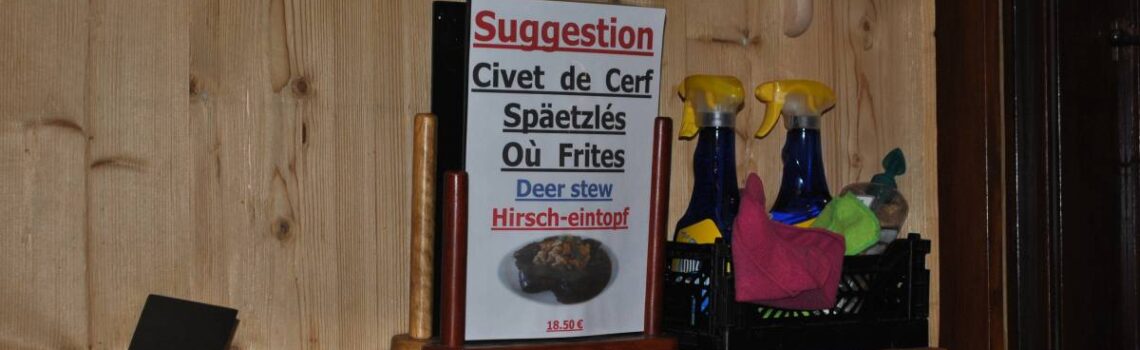 Suggestion
Civet de Cerf
Späetzlés
Où Frites
Deer stew
Hirsch-eintopf
18.50 €